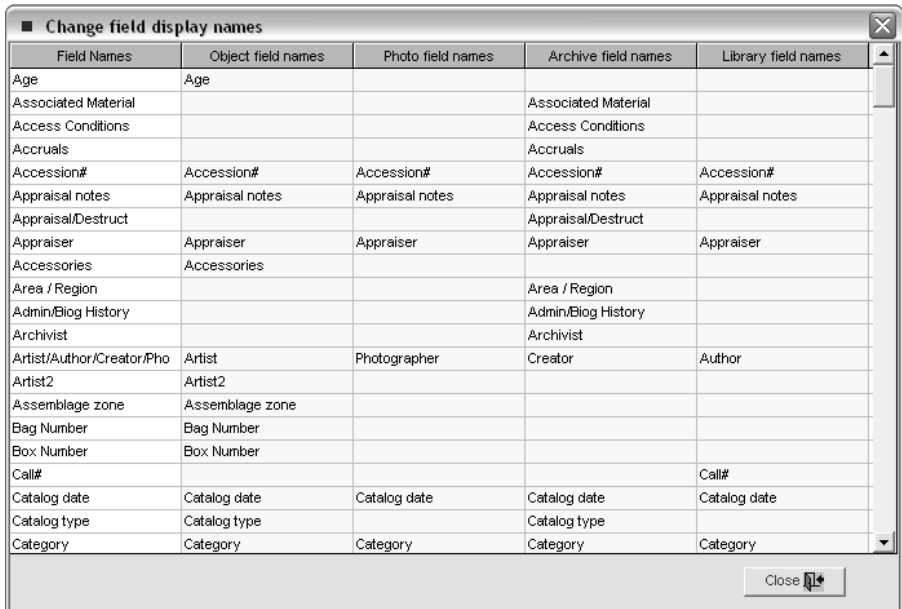 Change field display names
Field Names Object field names Photo field names Archive field names Library field names
Age Age
Associated Material Associated Material
Access Conditions Access Conditions
Accruals Accruals
Accession# Accession# Accession# Accession# Accession#
Appraisal notes Appraisal notes Appraisal notes Appraisal notes Appraisal notes
Appraisal/Destruct Appraisal/Destruct
Appraiser Appraiser Appraiser Appraiser Appraiser
Accessories Accessories
Area / Region Area / Region
Admin/Biog History Admin/Biog History
Archivist Archivist
Artist/Author/Creator/Pho Artist Photographer Creator Author
Artist2 Artist2
Assemblage zone Assemblage zone
Bag Number Bag Number
Box Number Box Number
Call# Call#
Catalog date Catalog date Catalog date Catalog date Catalog date
Catalog type Catalog type Catalog type
Category Category Category Category Category
Close